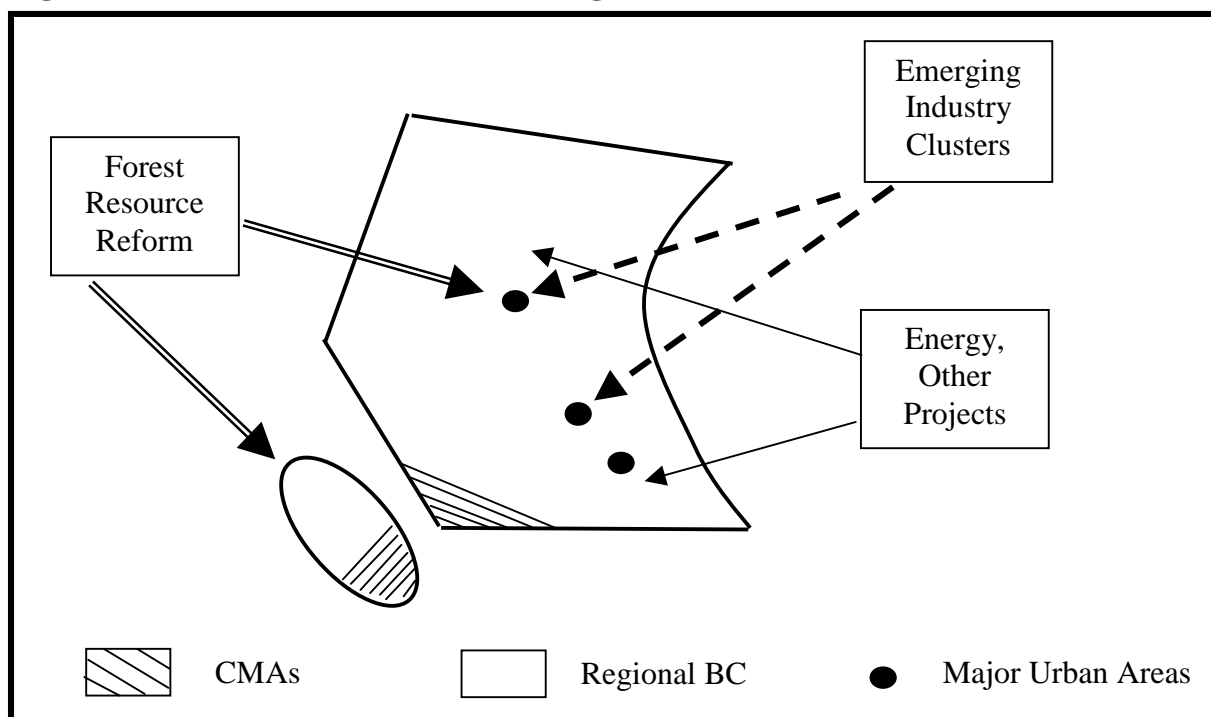 Emerging
Industry
Clusters
Forest
Resource
Reform
Energy,
Other
Projects
CMAs
Regional BC
Major Urban Areas